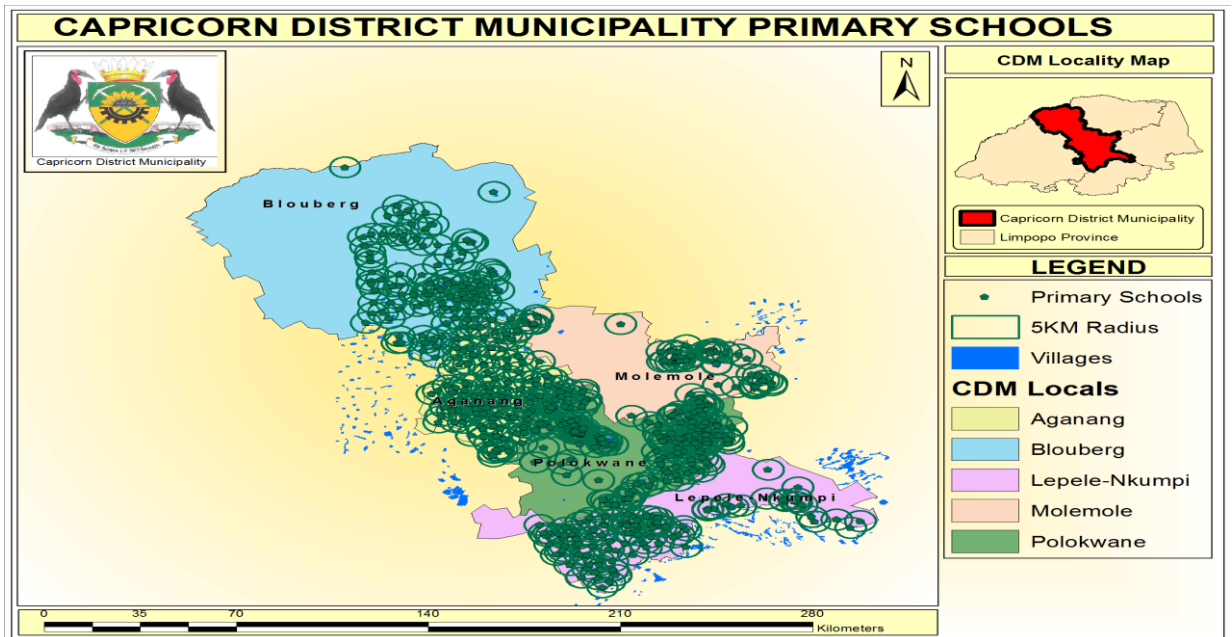 CAPRICORN DISTRICT MUNICIPALITY PRIMARY SCHOOLS
Capricorn District Municipality
N
Blouberg
Molemole
Aganang
Polokwane
Lepele-Nkumpi
0 35 70 140 210 280
Kilometers
CDM Locality Map
Capricorn District Municipality
Limpopo Province
LEGEND
Primary Schools
5KM Radius
Villages
CDM Locals
Aganang
Blouberg
Lepele-Nkumpi
Molemole
Polokwane